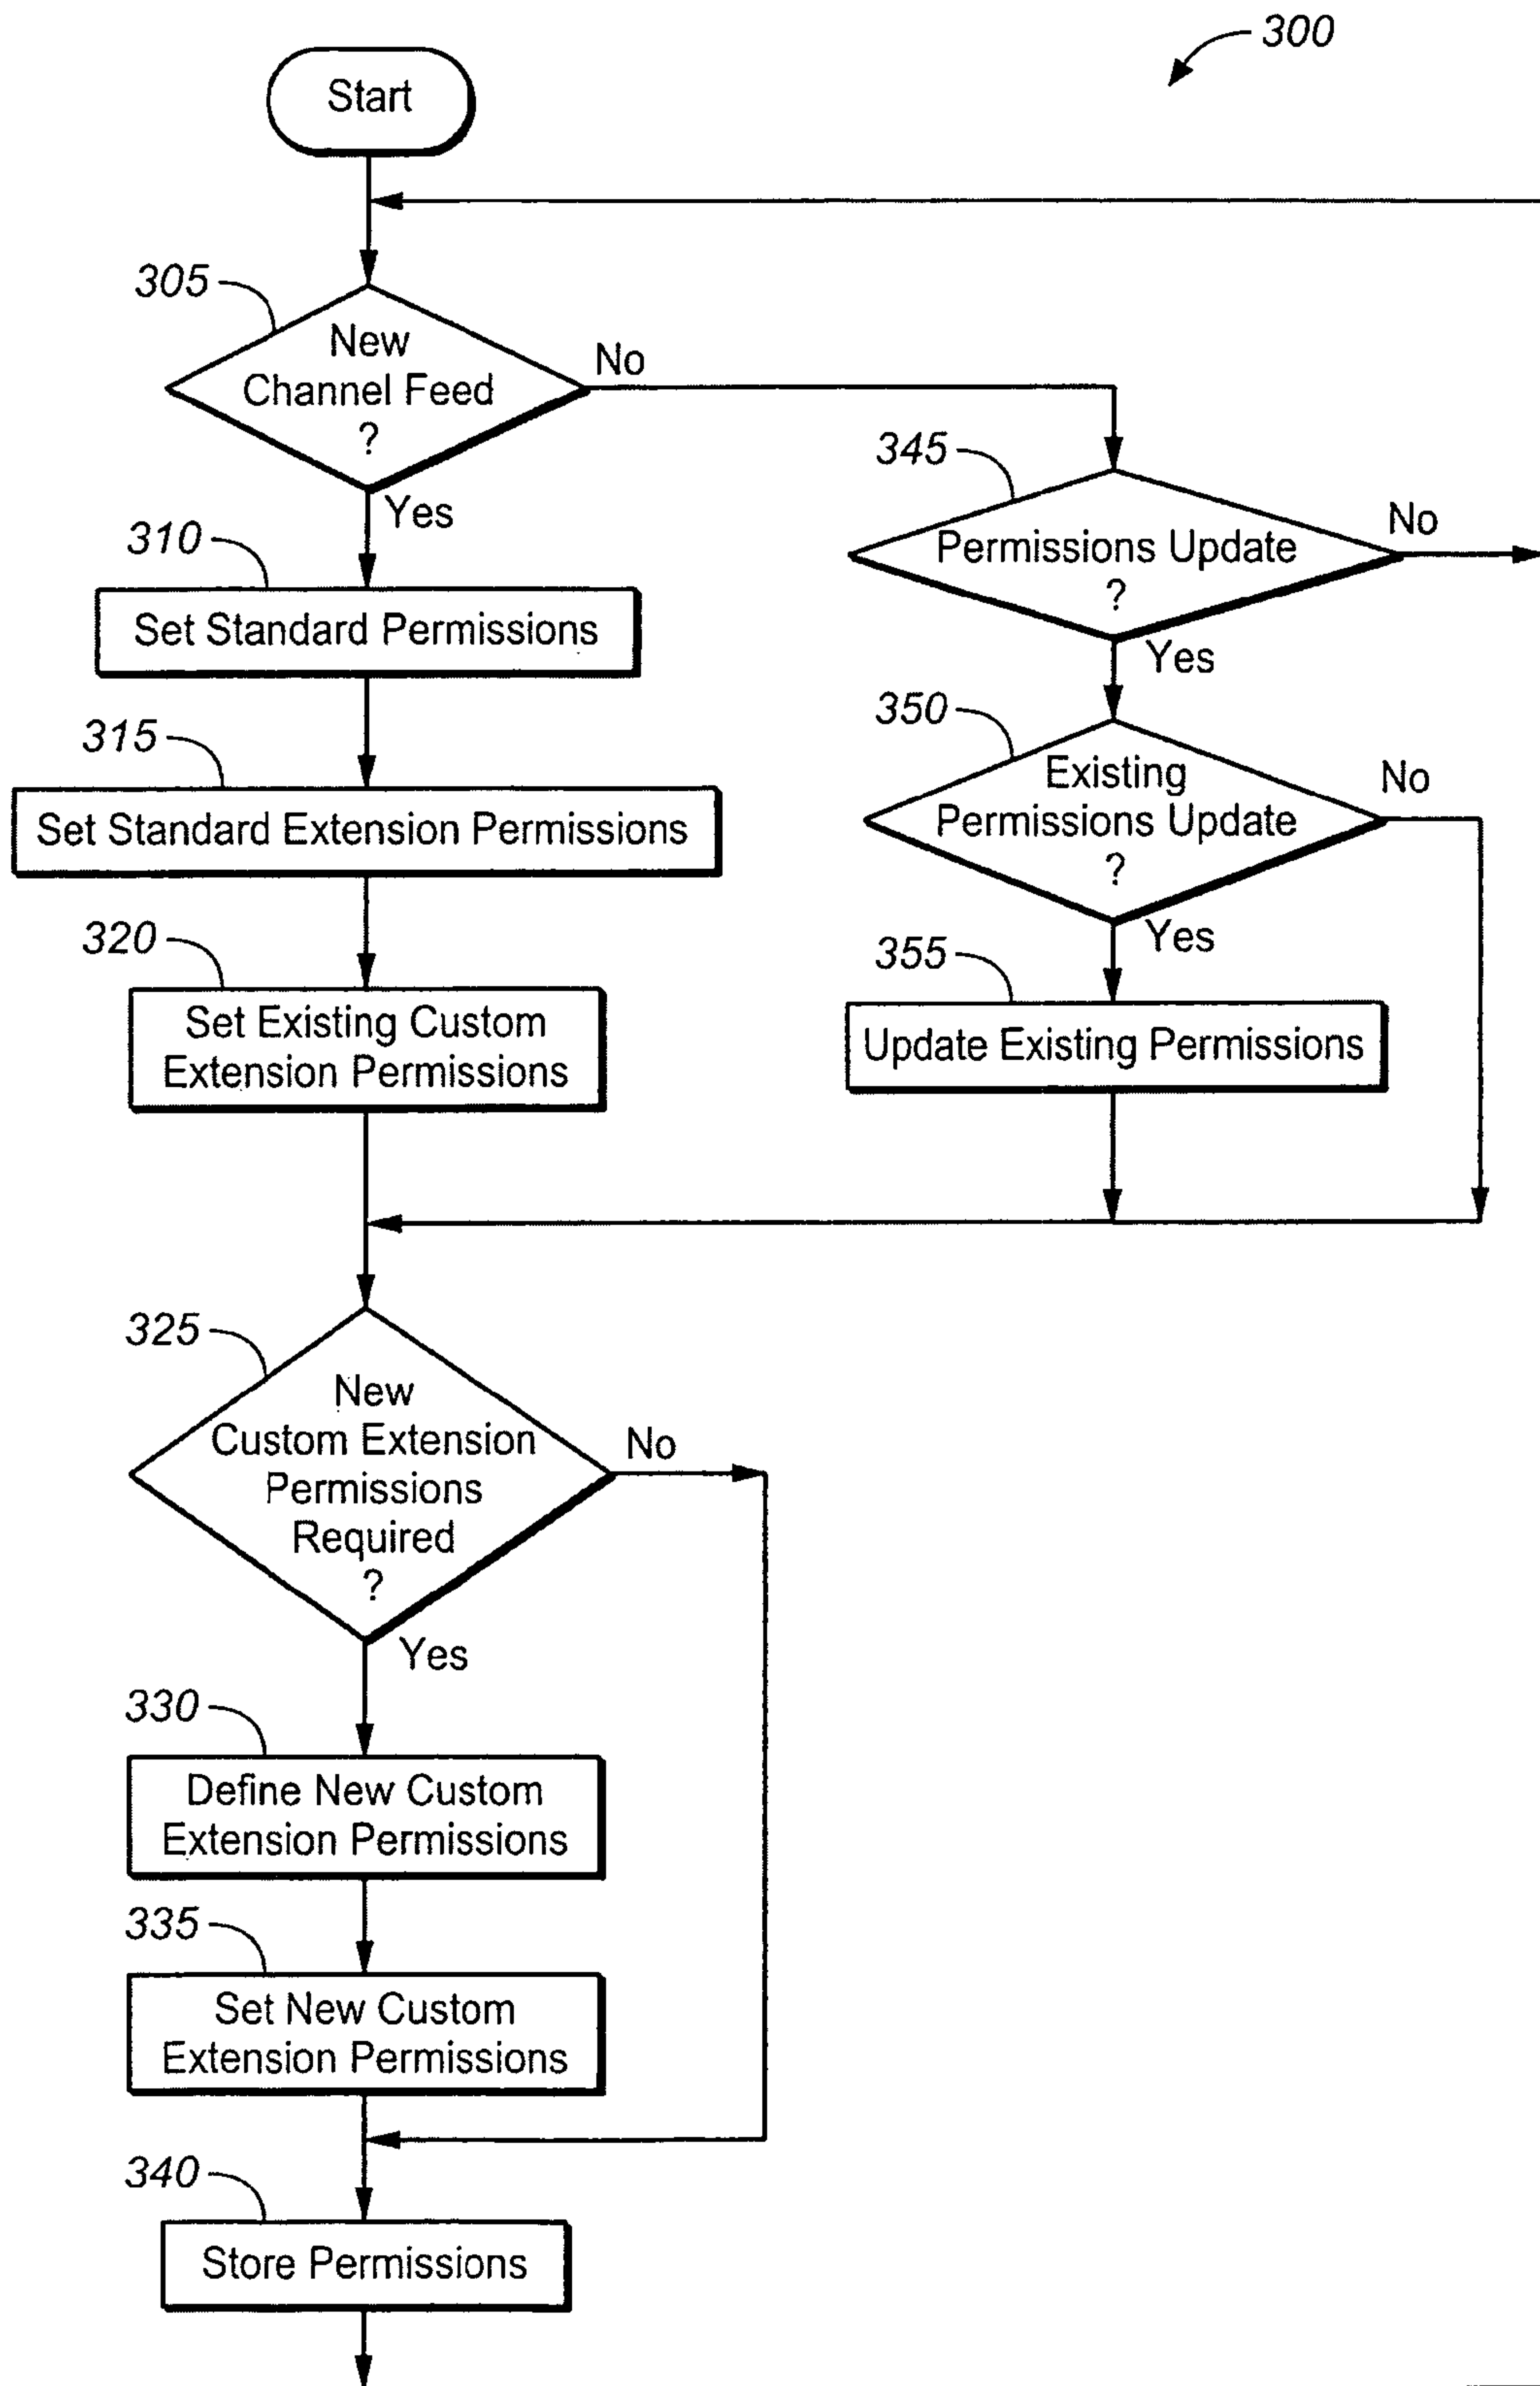 300
Start
305
New
Channel Feed
?
No
Yes
345
Permissions Update
?
No
Yes
310
Set Standard Permissions
315
Set Standard Extension Permissions
350
Existing
Permissions Update
?
No
Yes
320
Set Existing Custom
Extension Permissions
355
Update Existing Permissions
325
New
Custom Extension
Permissions
Required
?
No
Yes
330
Define New Custom
Extension Permissions
335
Set New Custom
Extension Permissions
340
Store Permissions